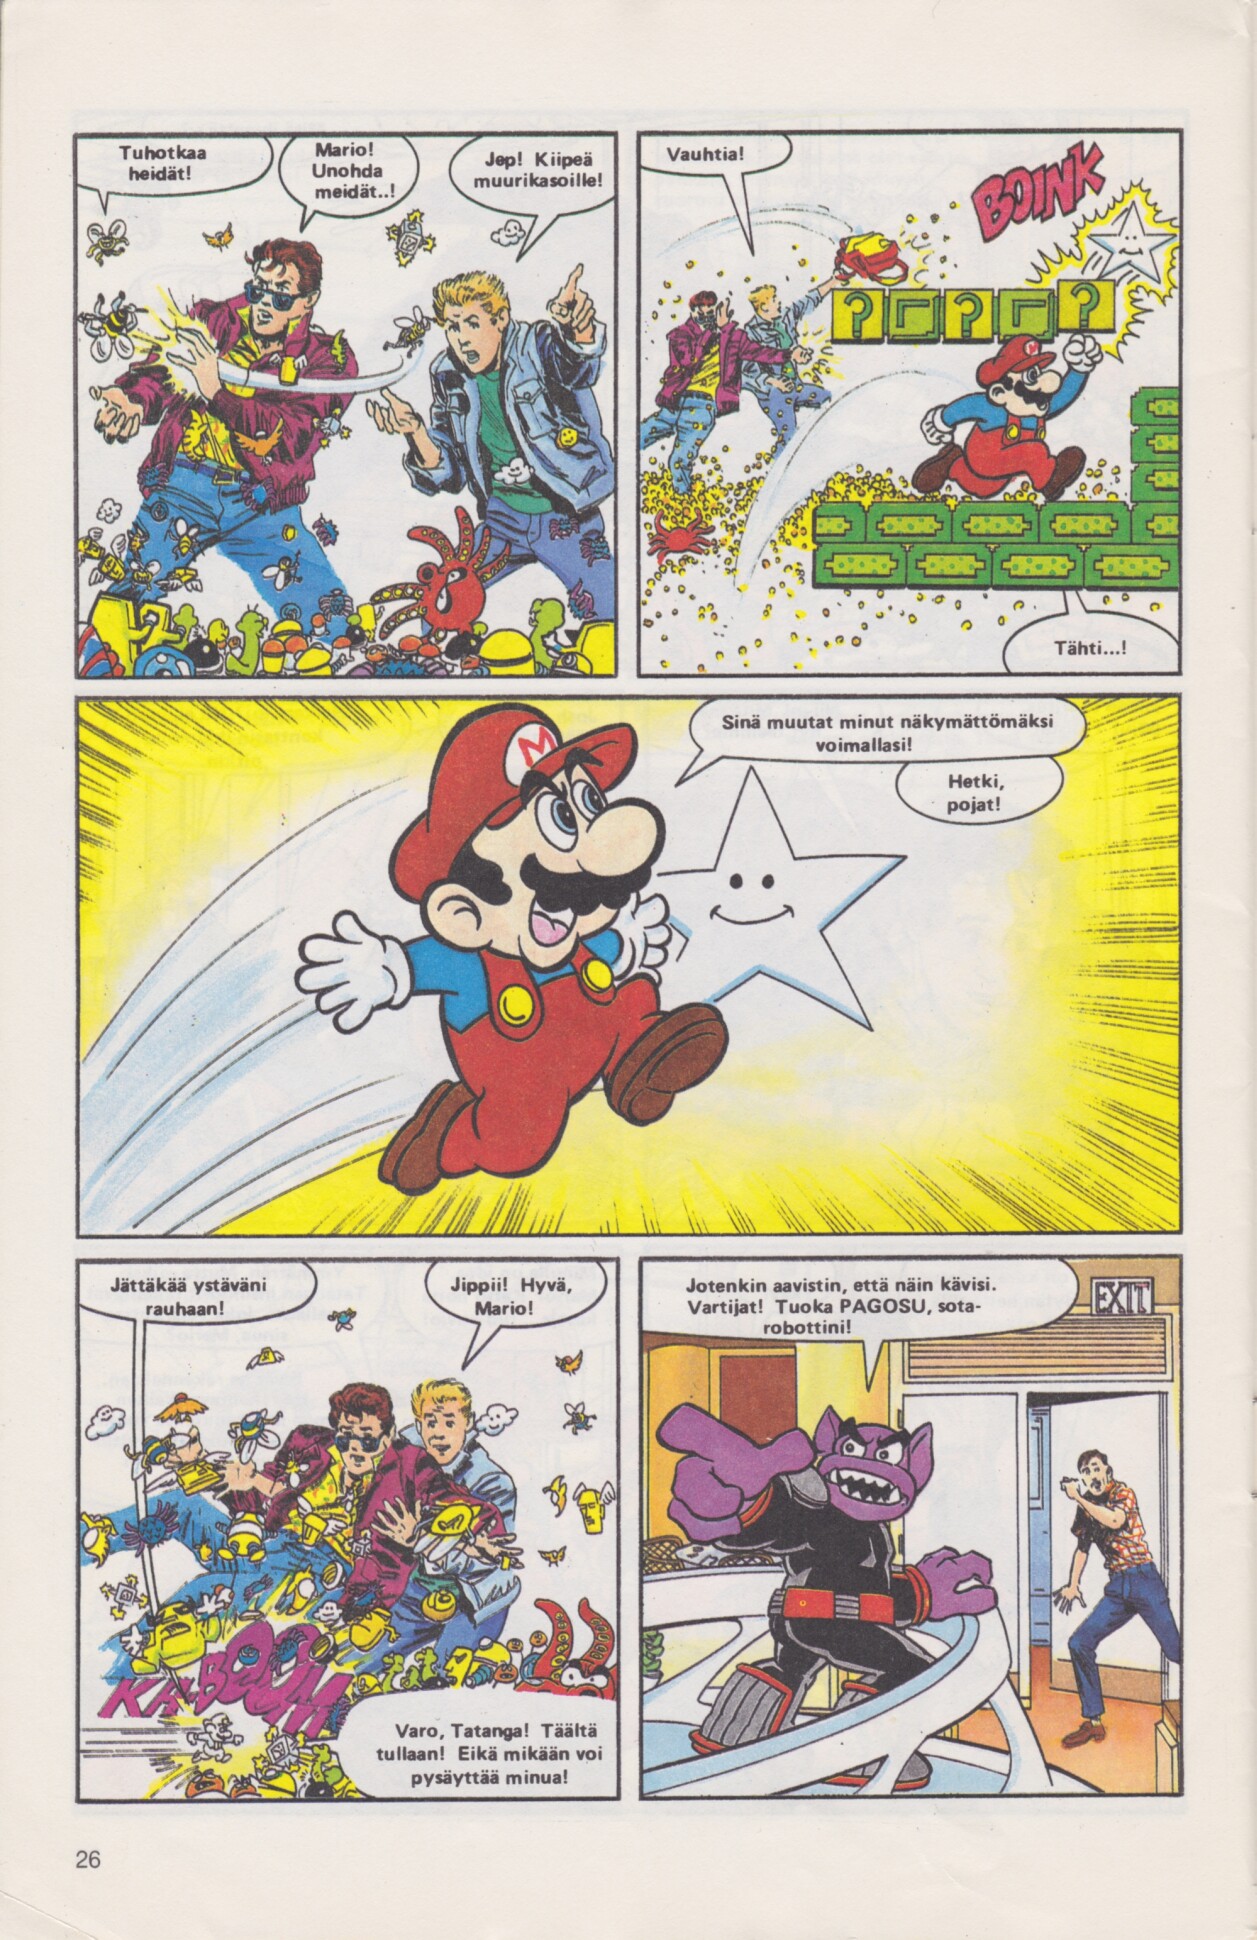 Tuhotkaa
heidät!
Mario!
Unohda
meidät..!
Jep! Kiipeä
muurikasoille!
Vauhtia!
BOINK
? ? ?
M
Tähti...!
Sinä muutat minut näkymättömäksi
voimallasi!
Hetki,
pojat!
M
Jättäkää ystäväni
rauhaan!
Jippii! Hyvä,
Mario!
KA-BOOM
Varo, Tatanga! Täältä
tullaan! Eikä mikään voi
pysäyttää minua!
Jotenkin aavistin, että näin kävisi.
Vartijat! Tuoka PAGOSU, sota-
robottini!
EXIT
26